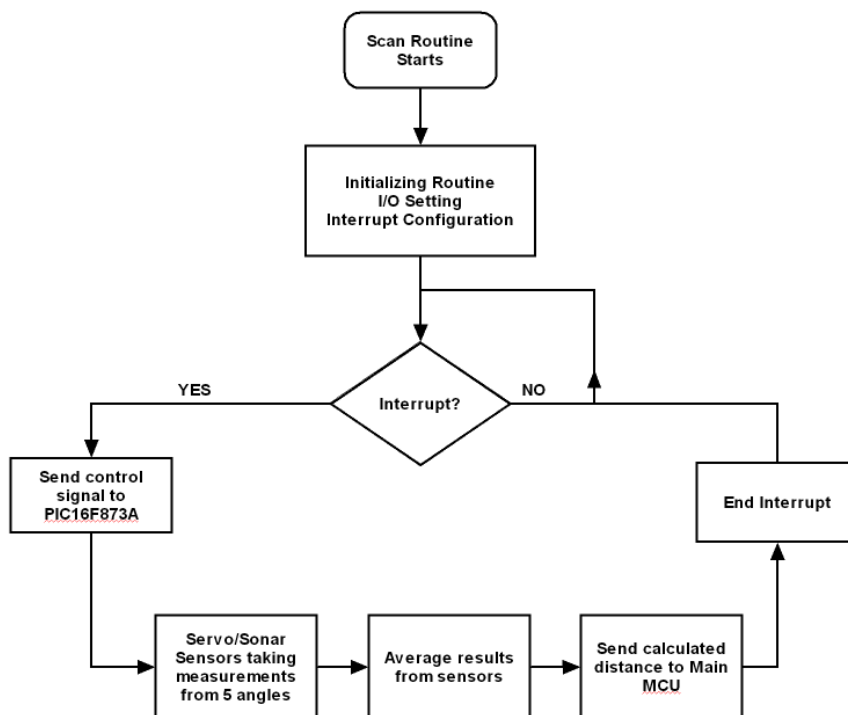 Scan Routine
Starts
Initializing Routine
I/O Setting
Interrupt Configuration
YES
Interrupt?
NO
Send control
signal to
PIC16F873A
End Interrupt
Servo/Sonar
Sensors taking
measurements
from 5 angles
Average results
from sensors
Send calculated
distance to Main
MCU